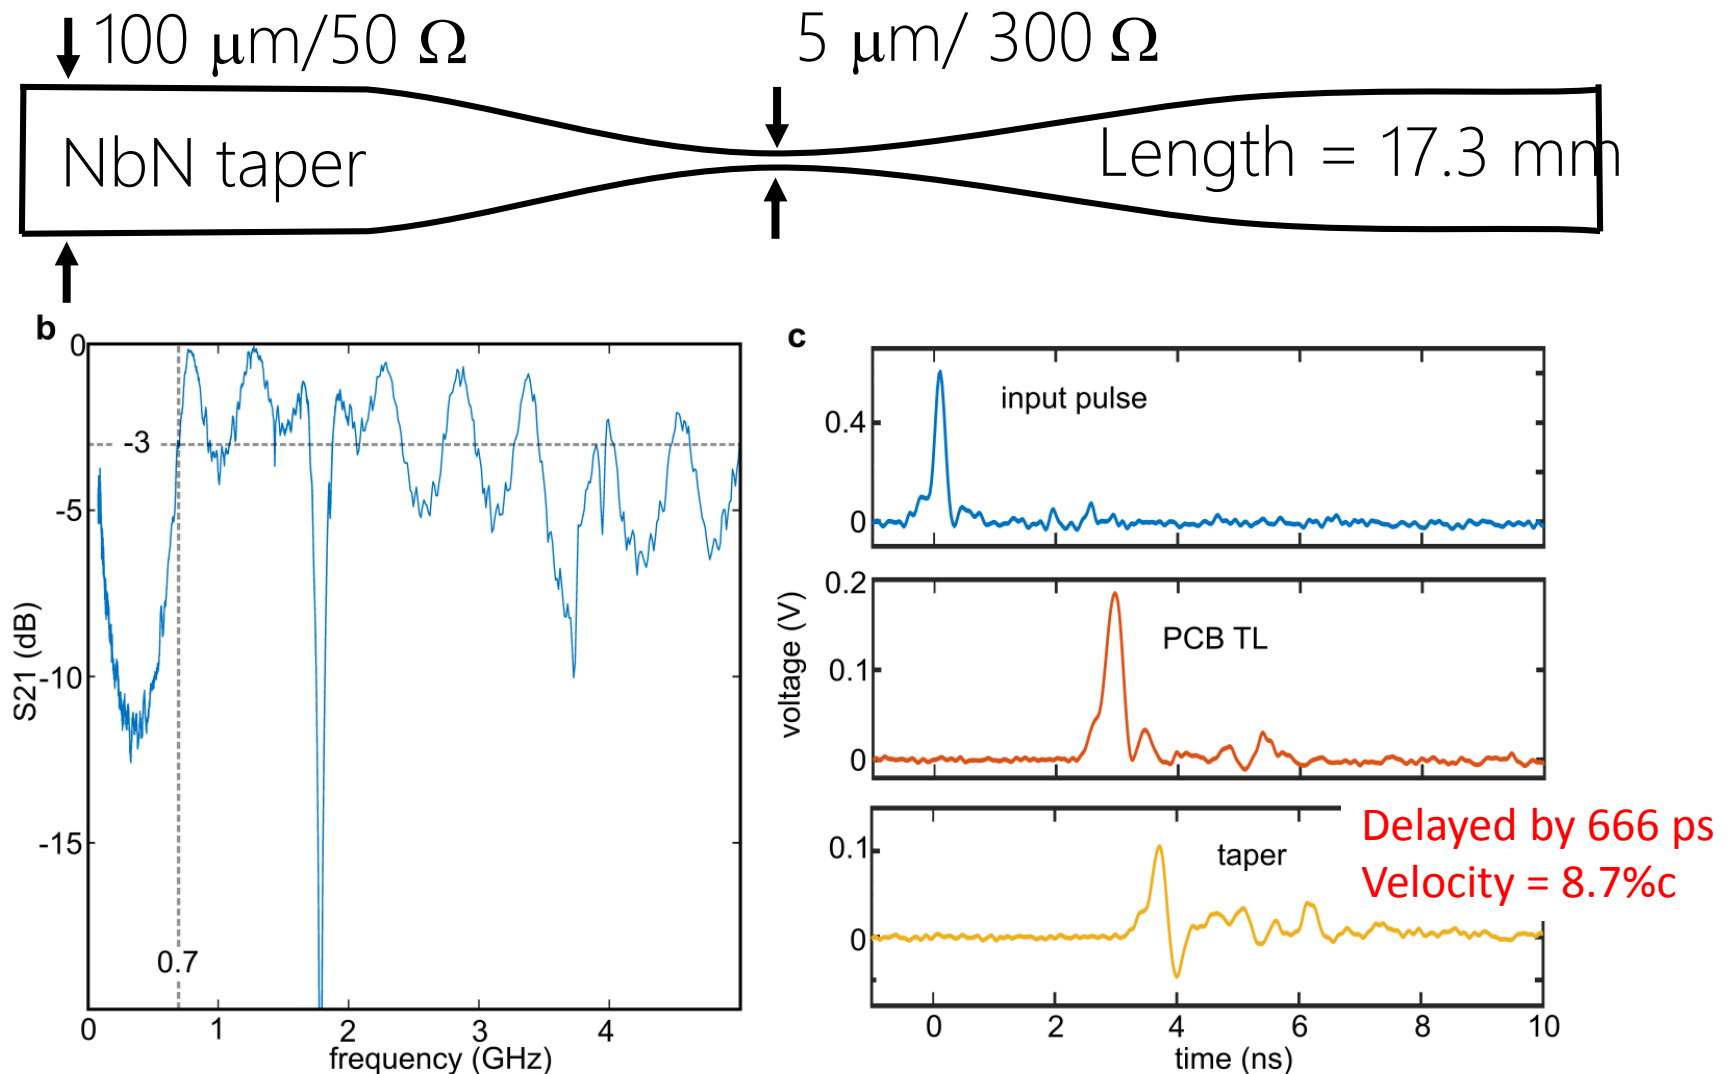 100 μm/50 Ω
5 μm/ 300 Ω
NbN taper
Length = 17.3 mm
b
0
-3
-5
-10
-15
S21 (dB)
0.7
0
1
2
3
4
frequency (GHz)
c
input pulse
0.4
0
PCB TL
0.2
0.1
0
voltage (V)
taper
0.1
0
Delayed by 666 ps
Velocity = 8.7%c
0
2
4
6
8
10
time (ns)